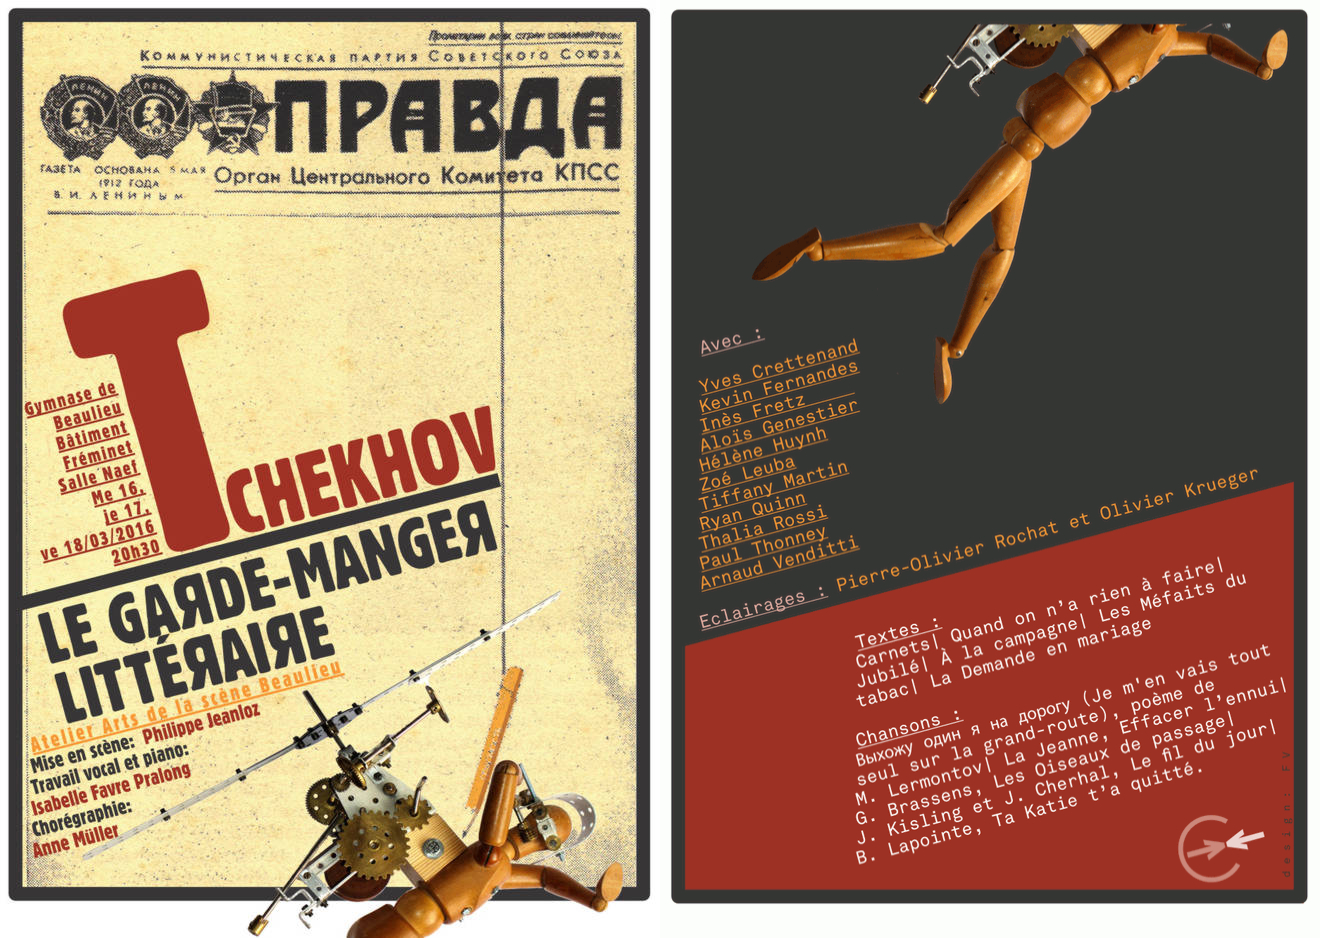 Пролетарии всех стран соединяйтесь!
Коммунистическая партия Советского Союза
ЛЕНИН
ЛЕНИН
ПРАВДА
ГАЗЕТА ОСНОВАНА 5 МАЯ
1912 ГОДА
В. И. ЛЕНИНЫМ
Орган Центрального Комитета КПСС
TCHEKHOV
Gymnase de
Beaulieu
Bâtiment
Fréminet
Salle Naef
Me 16,
je 17,
ve 18/03/2016
20h30
LE GAЯDE-MANGEЯ
LITTÉЯAIЯE
Atelier Arts de la scène Beaulieu
Mise en scène: Philippe Jeanloz
Travail vocal et piano:
Isabelle Favre Pralong
Chorégraphie:
Anne Müller
Avec :
Yves Crettenand
Kevin Fernandes
Inès Fretz
Aloïs Genestier
Hélène Huynh
Zoé Leuba
Tiffany Martin
Ryan Quinn
Thalia Rossi
Paul Thonney
Arnaud Venditti
Eclairages : Pierre-Olivier Rochat et Olivier Krueger
Textes :
Carnets| Quand on n'a rien à faire|
Jubilé| À la campagne| Les Méfaits du
tabac| La Demande en mariage
Chansons :
Выхожу один я на дорогу (Je m'en vais tout
seul sur la grand-route), poème de
M. Lermontov| La Jeanne, Effacer l'ennui|
G. Brassens, Les Oiseaux de passage|
J. Kisling et J. Cherhal, Le fil du jour|
B. Lapointe, Ta Katie t'a quitté.
design: FV